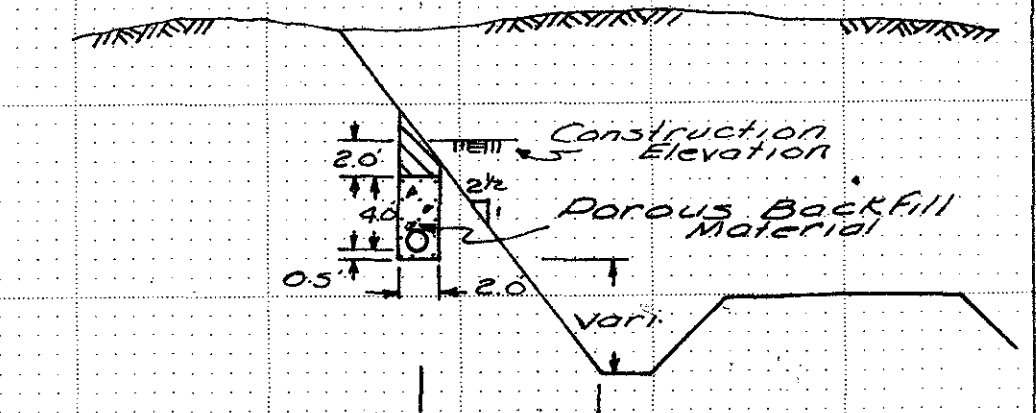 Construction
Elevation
2.0'
2½
1
4.0
Porous Backfill
Material
0.5'
2.0'
Vari.